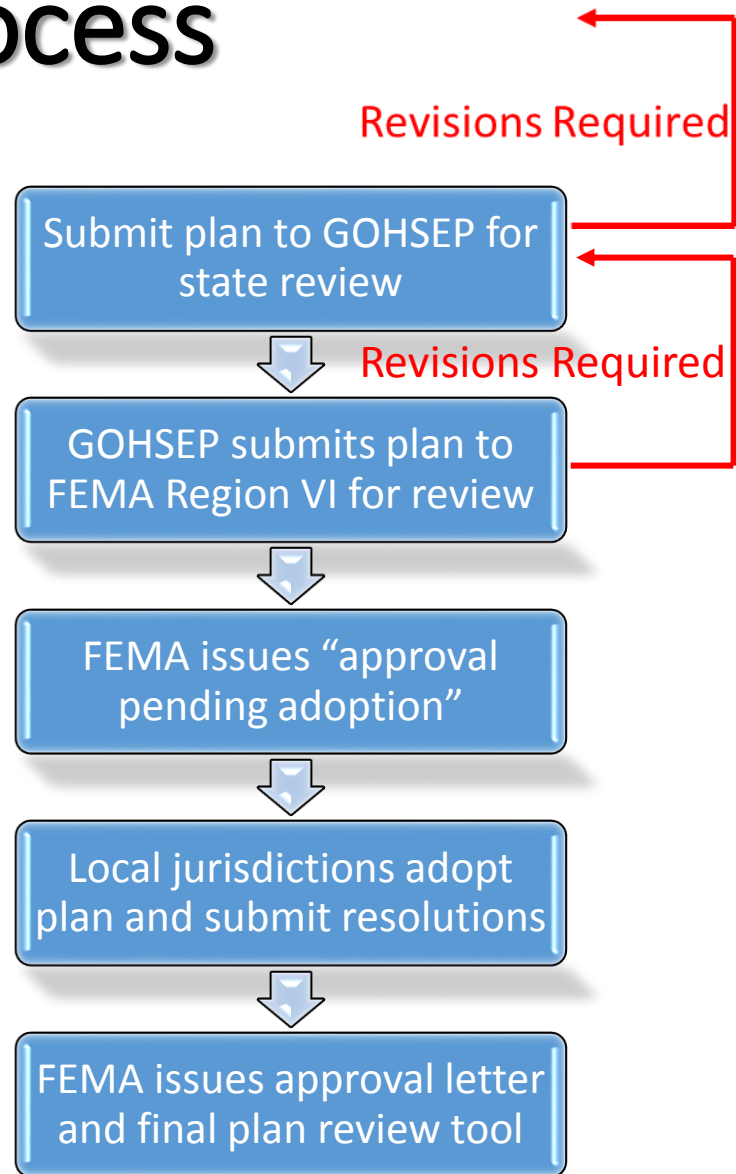 Revisions Required
Submit plan to GOHSEP for
state review
Revisions Required
GOHSEP submits plan to
FEMA Region VI for review
FEMA issues “approval
pending adoption”
Local jurisdictions adopt
plan and submit resolutions
FEMA issues approval letter
and final plan review tool